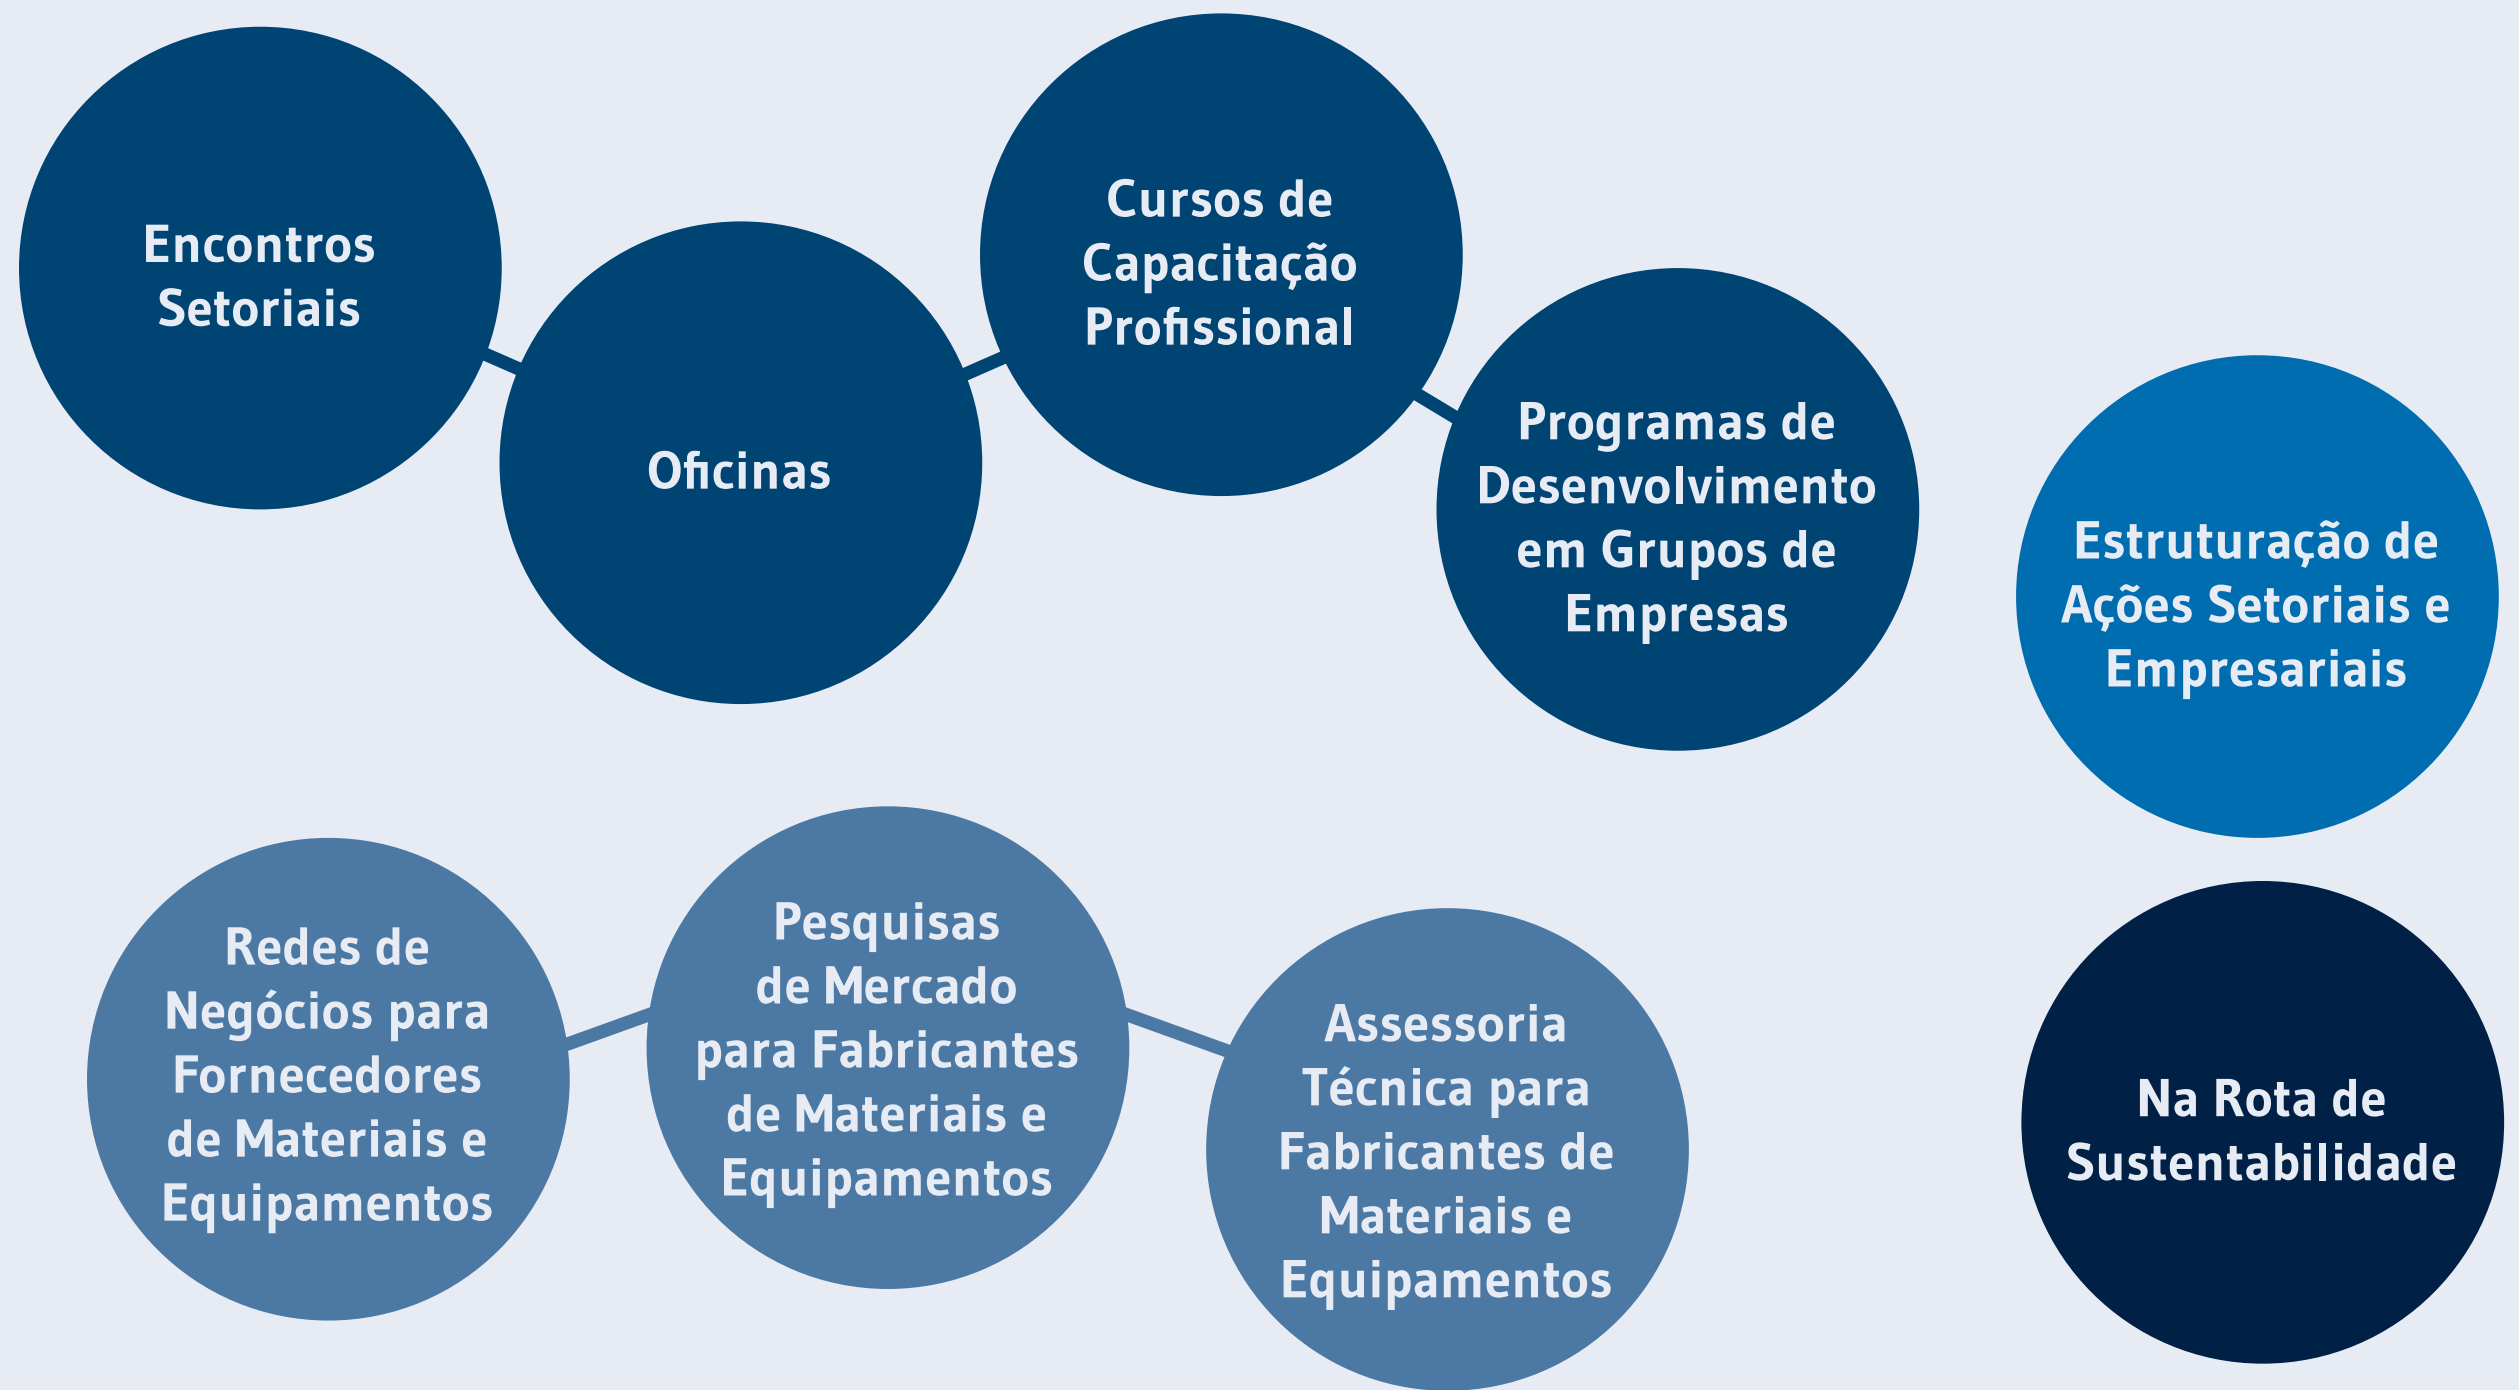 Encontros
Setoriais
Oficinas
Cursos de
Capacitação
Profissional
Programas de
Desenvolvimento
em Grupos de
Empresas
Estruturação de
Ações Setoriais e
Empresariais
Redes de
Negócios para
Fornecedores
de Materiais e
Equipamentos
Pesquisas
de Mercado
para Fabricantes
de Materiais e
Equipamentos
Assessoria
Técnica para
Fabricantes de
Materiais e
Equipamentos
Na Rota de
Sustentabilidade